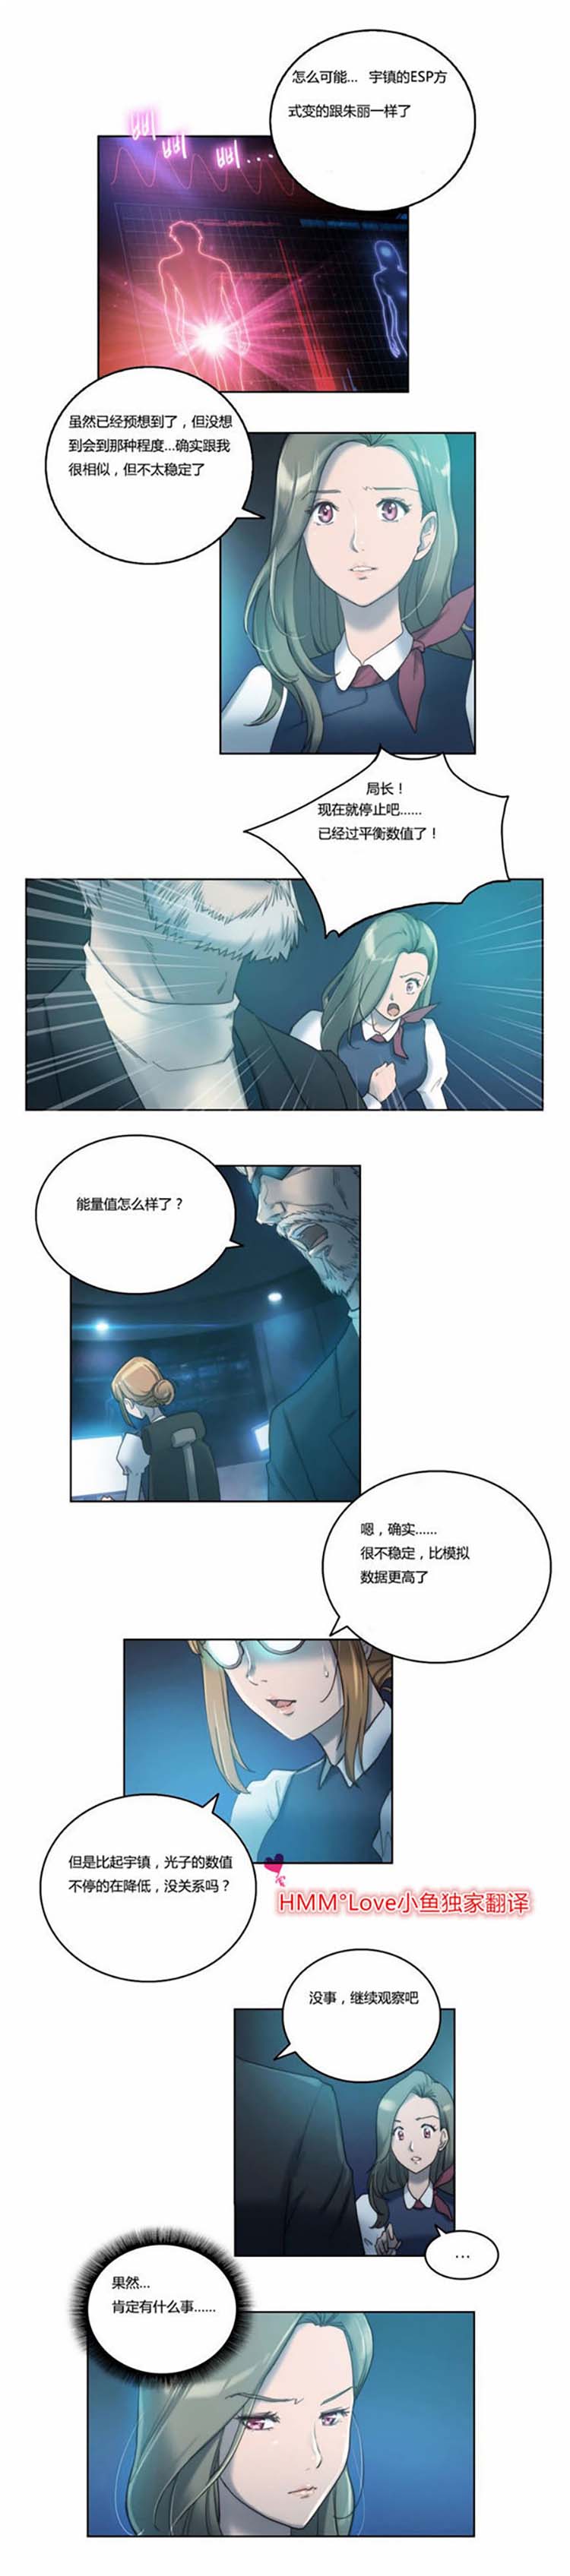 怎么可能... 宇镇的ESP方
式变的跟朱丽一样了
삐
삐
삐...
虽然已经预想到了，但没想
到会到那种程度...确实跟我
很相似，但不太稳定了
局长！
现在就停止吧......
已经过平衡数值了！
能量值怎么样了？
嗯，确实......
很不稳定，比模拟
数据更高了
但是比起宇镇，光子的数值
不停的在降低，没关系吗？
HMM°Love小鱼独家翻译
没事，继续观察吧
...
果然...
肯定有什么事......